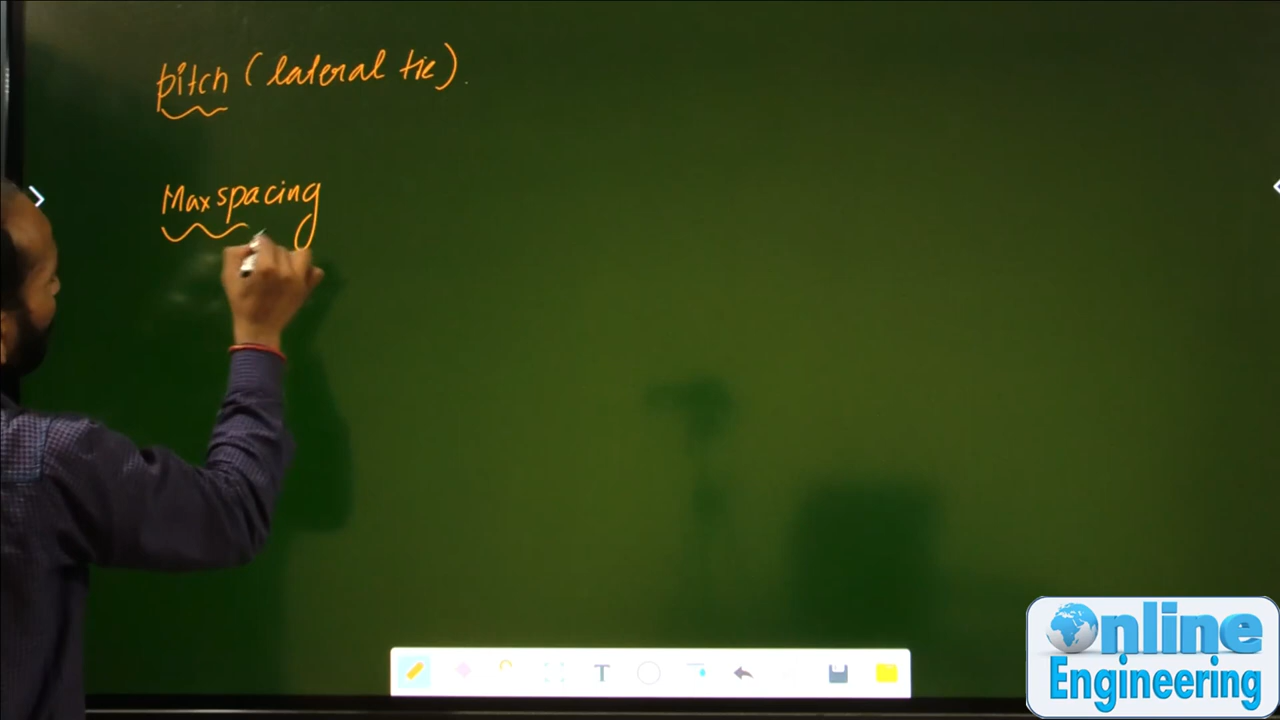 pitch (lateral tie).
Max spacing
T
Online
Engineering